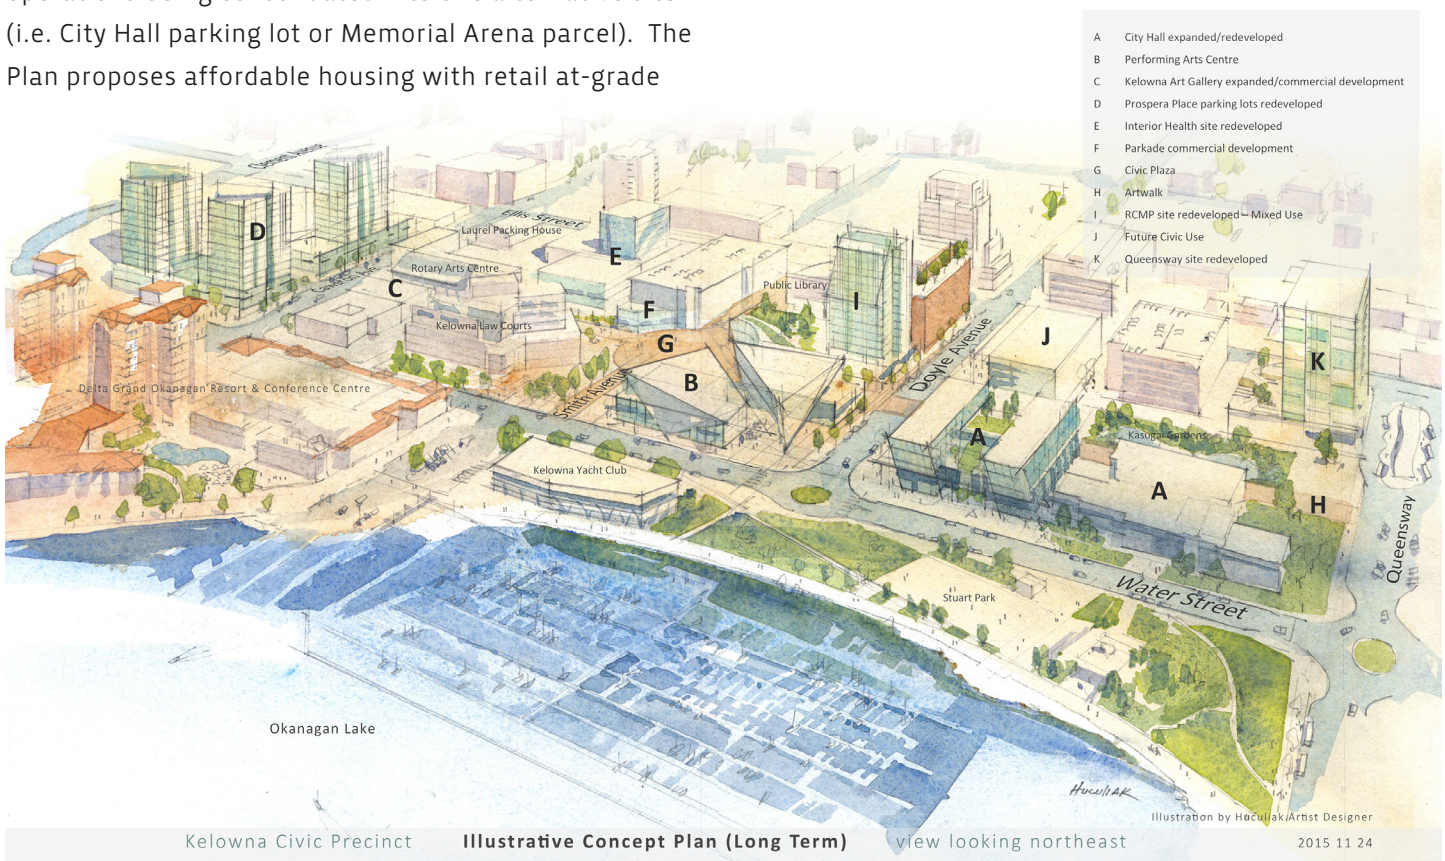 (i.e. City Hall parking lot or Memorial Arena parcel). The
Plan proposes affordable housing with retail at-grade
A City Hall expanded/redeveloped
B Performing Arts Centre
C Kelowna Art Gallery expanded/commercial development
D Prospera Place parking lots redeveloped
E Interior Health site redeveloped
F Parkade commercial development
G Civic Plaza
H Artwalk
I RCMP site redeveloped – Mixed Use
J Future Civic Use
K Queensway site redeveloped
Ellis Street
Laurel Packing House
D
E
Rotary Arts Centre
C
Public Library
I
F
Kelowna Law Courts
G
J
Doyle Avenue
K
B
Smith Avenue
Delta Grand Okanagan Resort & Conference Centre
A
Kasugai Gardens
Kelowna Yacht Club
A
H
Queensway
Water Street
Stuart Park
Okanagan Lake
Huculiak
Illustration by Huculiak/Artist Designer
Kelowna Civic Precinct Illustrative Concept Plan (Long Term) view looking northeast 2015 11 24